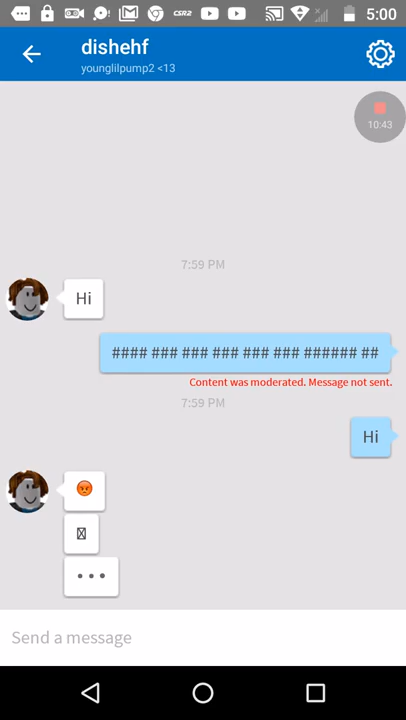 CSR2
5:00
dishehf
younglilpump2 <13
10:43
7:59 PM
Hi
#### ### ### ### ### ### ###### ##
Content was moderated. Message not sent.
7:59 PM
Hi
😡
• • •
Send a message